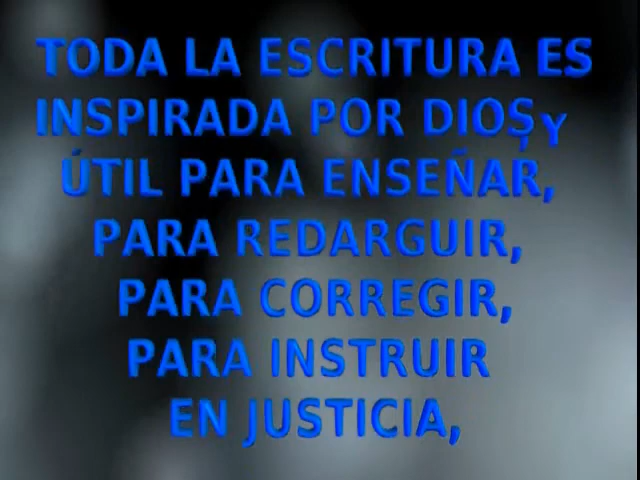 TODA LA ESCRITURA ES
INSPIRADA POR DIOS, Y
ÚTIL PARA ENSEÑAR,
PARA REDARGUIR,
PARA CORREGIR,
PARA INSTRUIR
EN JUSTICIA,